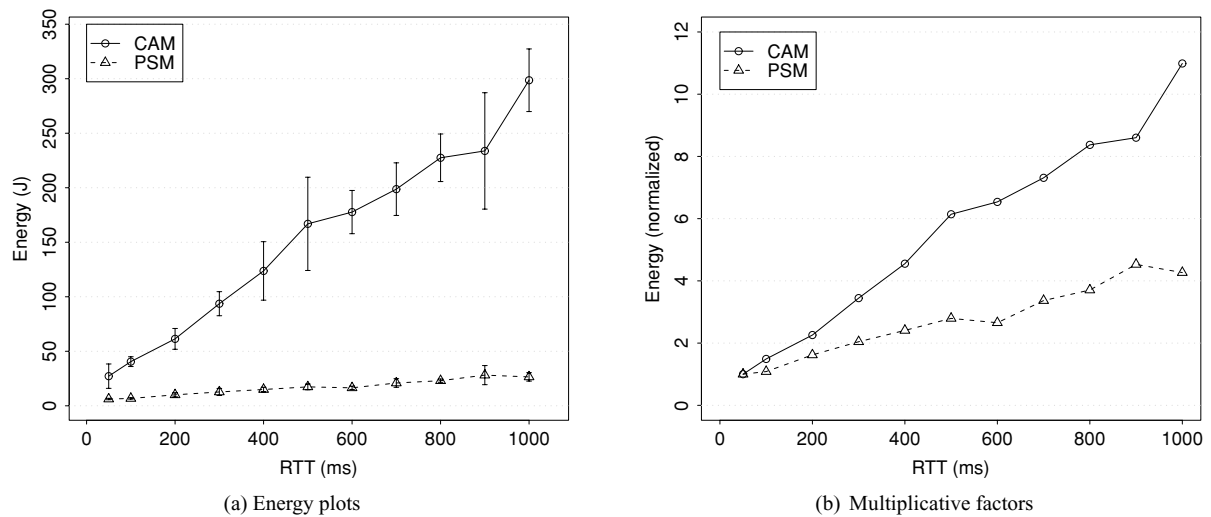 350
300
250
200
150
100
50
0
Energy (J)
CAM
PSM
0 200 400 600 800 1000
RTT (ms)
(a) Energy plots
12
10
8
6
4
2
0
Energy (normalized)
CAM
PSM
0 200 400 600 800 1000
RTT (ms)
(b) Multiplicative factors